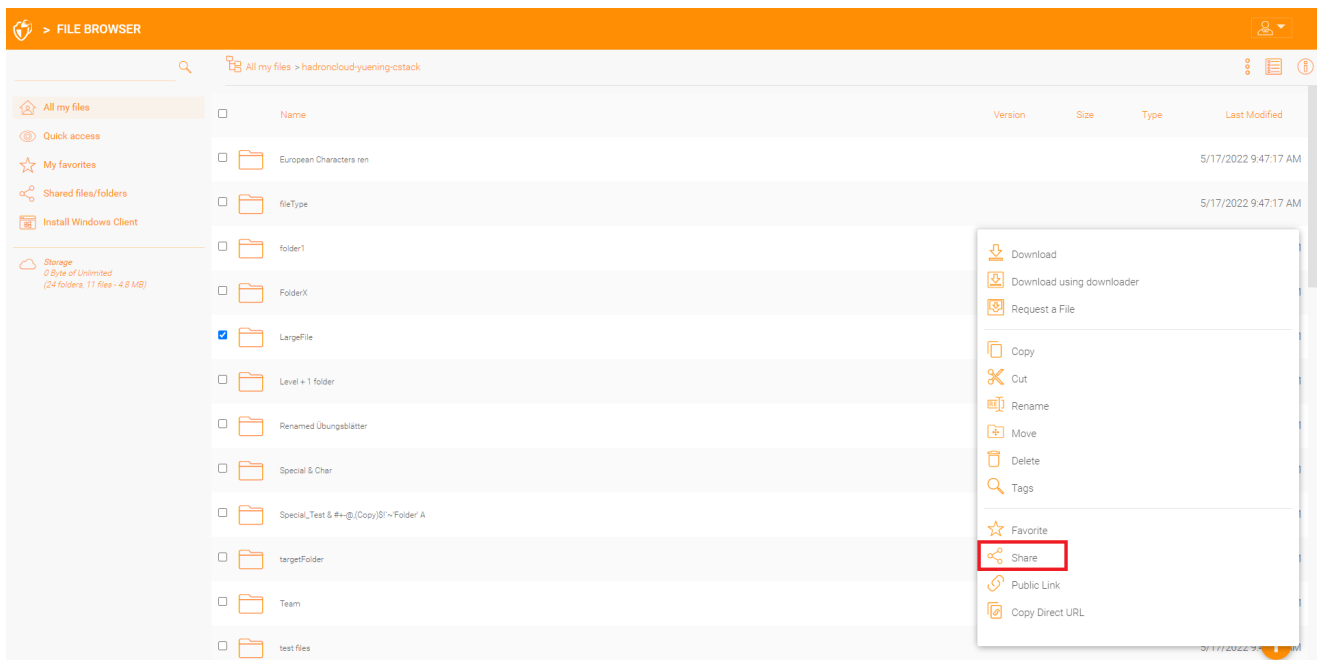 > FILE BROWSER
All my files > hadroncloud-yuening-cstack
All my files
Quick access
My favorites
Shared files/folders
Install Windows Client
Storage
0 Byte of Unlimited
(24 folders, 11 files - 4.8 MB)
Name Version Size Type Last Modified
European Characters ren 5/17/2022 9:47:17 AM
fileType 5/17/2022 9:47:17 AM
folder1
FolderX
LargeFile
Level + 1 folder
Renamed Übungsblätter
Special & Char
Special_Test & #+-@,(Copy)$!'~'Folder' A
targetFolder
Team
test files
Download
Download using downloader
Request a File
Copy
Cut
Rename
Move
Delete
Tags
Favorite
Share
Public Link
Copy Direct URL